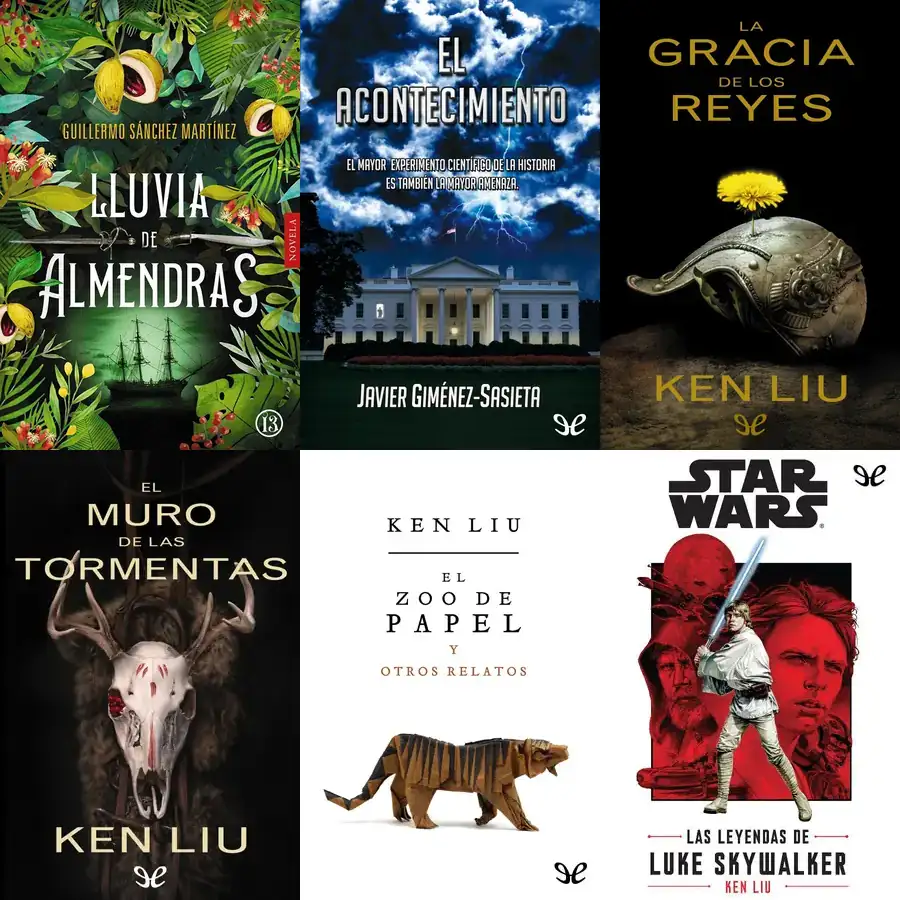 GUILLERMO SÁNCHEZ MARTÍNEZ
LLUVIA
DE
ALMENDRAS
NOVELA
13
EL
ACONTECIMIENTO
EL MAYOR EXPERIMENTO CIENTÍFIGO DE LA HISTORIA
ES TAMBIEN LA MAYOR AMENAZA.
JAVIER GIMÉNEZ-SASIETA
LA
GRACIA
DE LOS
REYES
KEN LIU
EL
MURO
DE LAS
TORMENTAS
KEN LIU
KEN LIU
EL
ZOO DE
PAPEL
Y
OTROS RELATOS
STAR
WARS
LAS LEYENDAS DE
LUKE SKYWALKER
KEN LIU